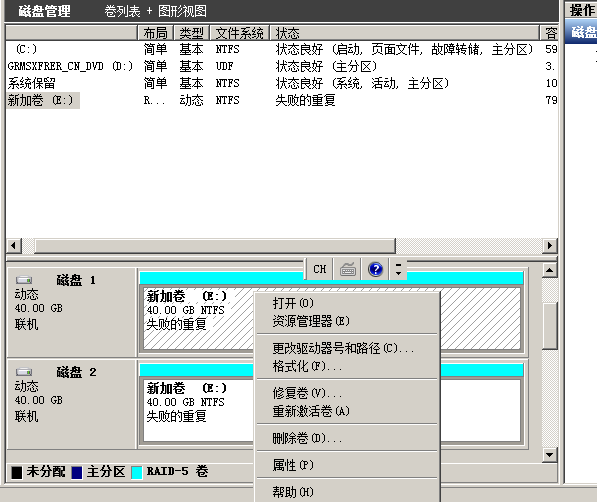 磁盘管理 卷列表 + 图形视图
操作
磁盘
布局 类型 文件系统 状态 容
(C:) 简单 基本 NTFS 状态良好 (启动, 页面文件, 故障转储, 主分区) 59
GRMSXFRER_CN_DVD (D:) 简单 基本 UDF 状态良好 (主分区) 3.
系统保留 简单 基本 NTFS 状态良好 (系统, 活动, 主分区) 10
新加卷 (E:) R... 动态 NTFS 失败的重复 79
CH
磁盘 1
动态
40.00 GB
联机
新加卷 (E:)
40.00 GB NTFS
失败的重复
磁盘 2
动态
40.00 GB
联机
新加卷 (E:)
40.00 GB NTFS
失败的重复
打开(O)
资源管理器(E)
更改驱动器号和路径(C)...
格式化(F)...
修复卷(V)...
重新激活卷(A)
删除卷(D)...
属性(P)
帮助(H)
未分配 主分区 RAID-5 卷